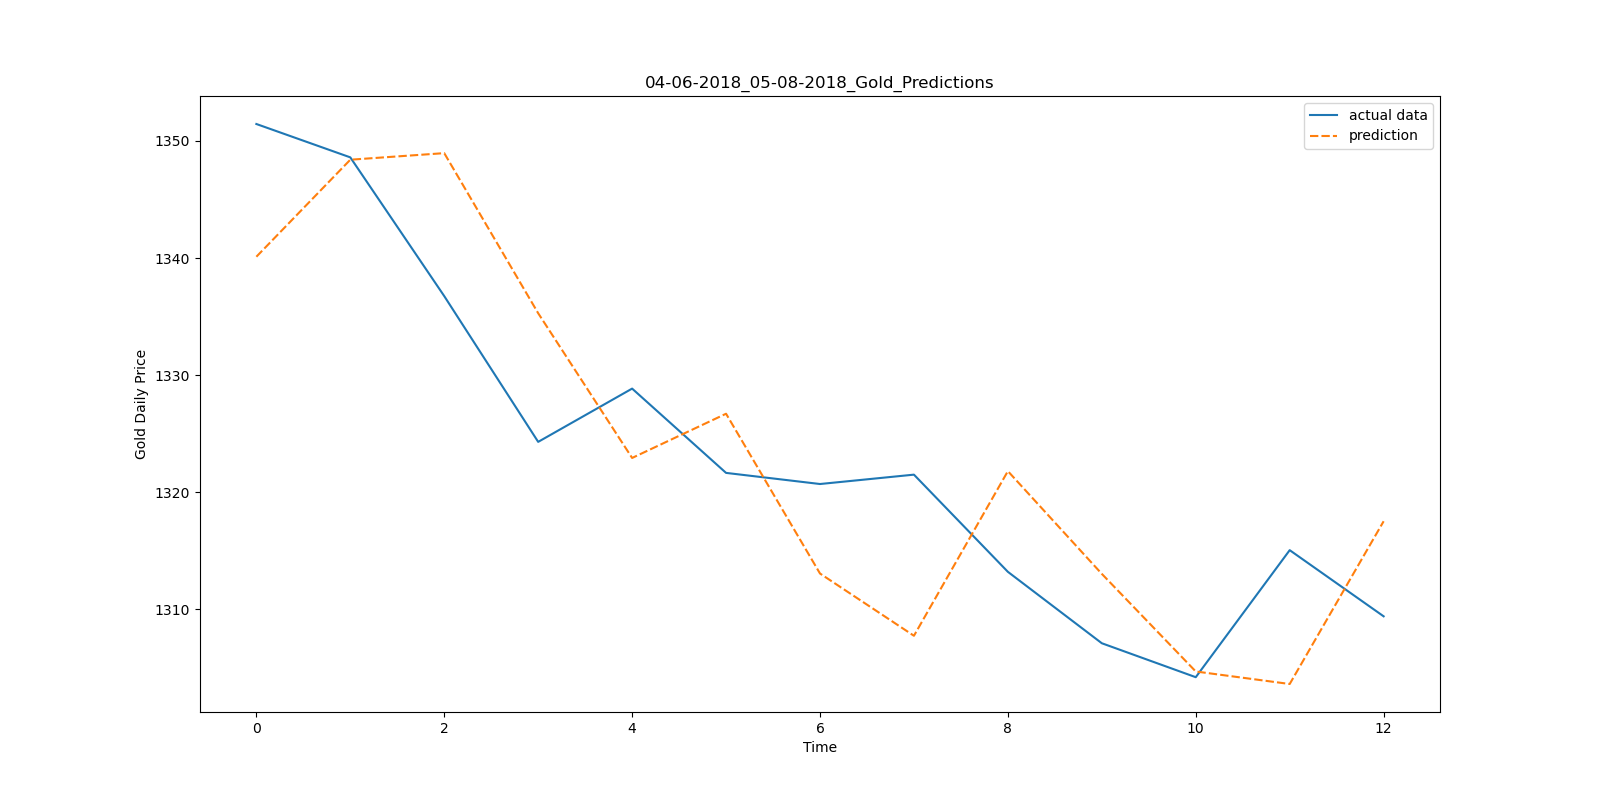 04-06-2018_05-08-2018_Gold_Predictions
actual data
prediction
Gold Daily Price
1350
1340
1330
1320
1310
0 2 4 6 8 10 12
Time